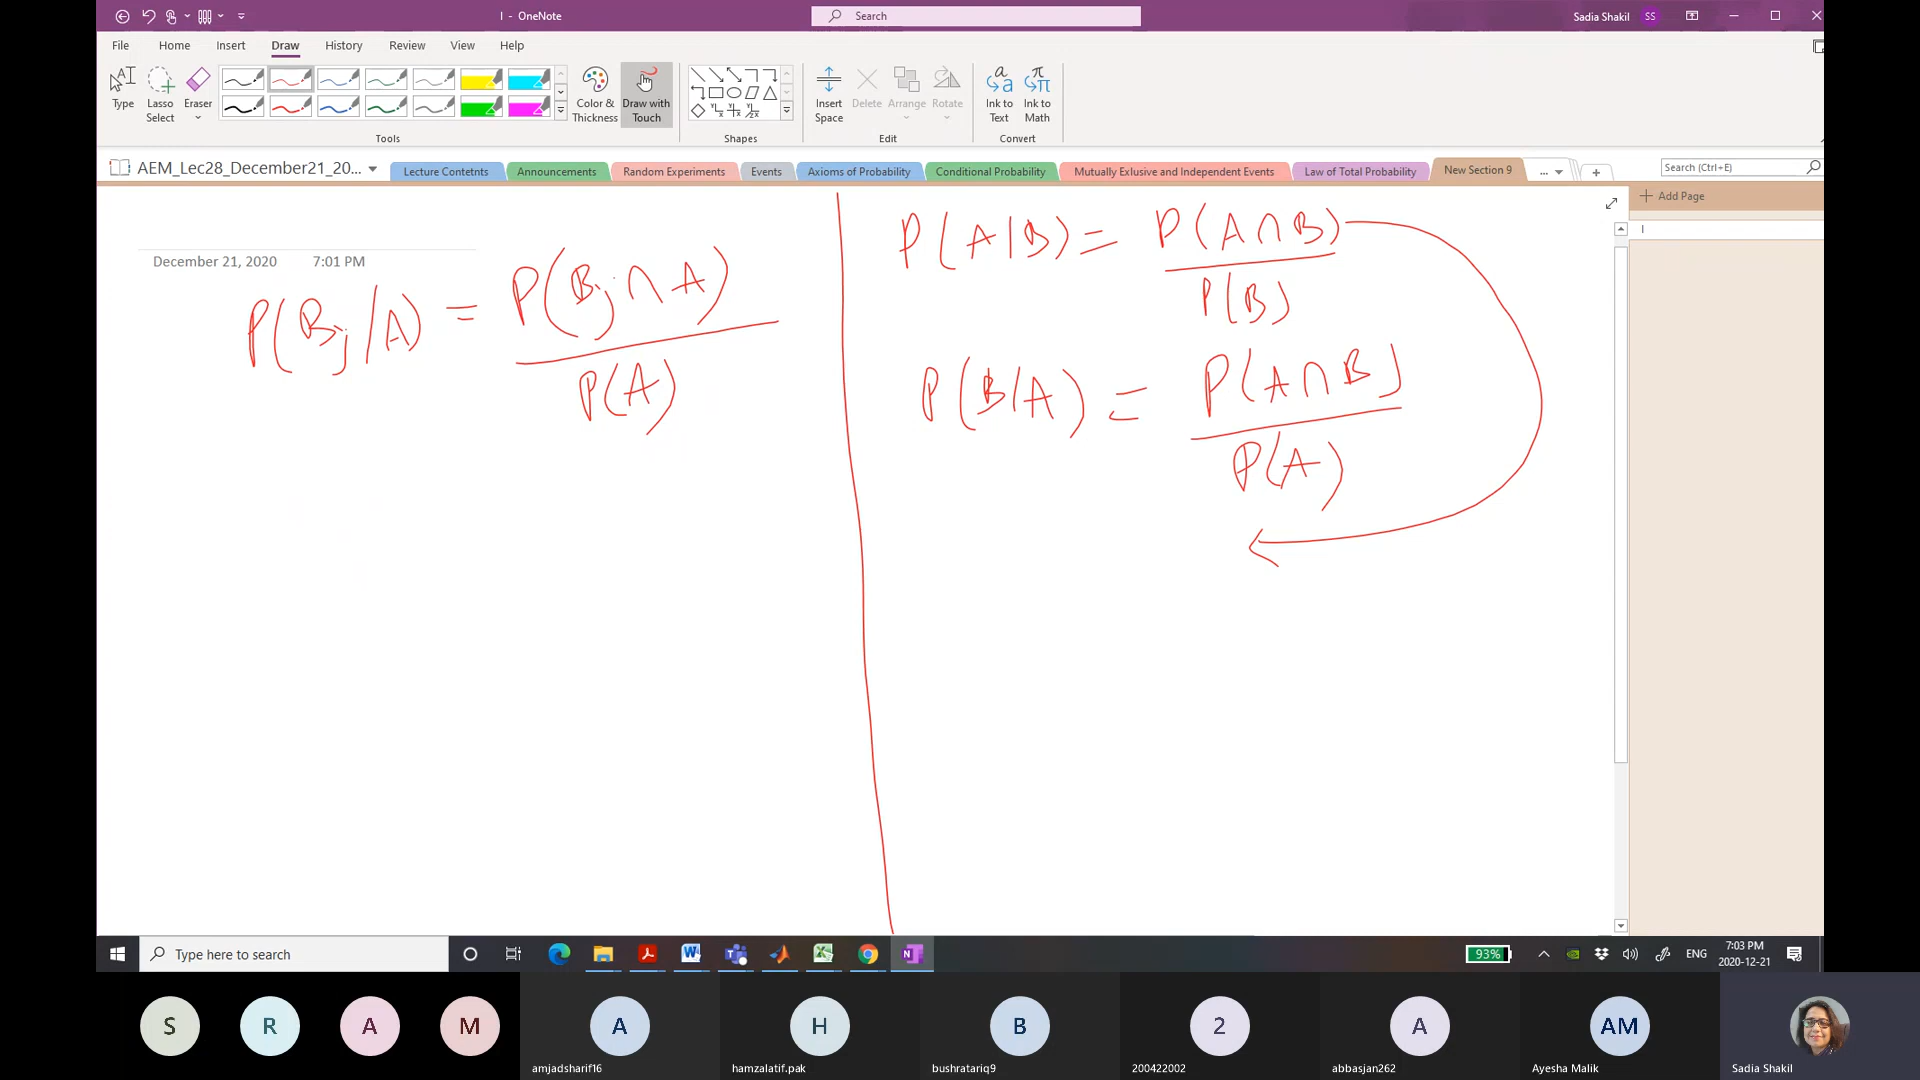 I - OneNote
Search
Sadia Shakil
SS
File Home Insert Draw History Review View Help
Type
Lasso Select
Eraser
Color & Thickness
Draw with Touch
Insert Space
Delete
Arrange
Rotate
Ink to Text
Ink to Math
Tools
Shapes
Edit
Convert
AEM_Lec28_December21_20...
Lecture Contetnts
Announcements
Random Experiments
Events
Axioms of Probability
Conditional Probability
Mutually Exlusive and Independent Events
Law of Total Probability
New Section 9
...
Search (Ctrl+E)
Add Page
I
December 21, 2020 7:01 PM
P(Bj/A) = P(Bj∩A)
P(A)
P(A|B) = P(A∩B)
P(B)
P(B|A) = P(A∩B]
P(A)
Type here to search
93%
ENG
7:03 PM
2020-12-21
S
R
A
M
A
H
B
2
A
AM
amjadsharif16
hamzalatif.pak
bushratariq9
200422002
abbasjan262
Ayesha Malik
Sadia Shakil